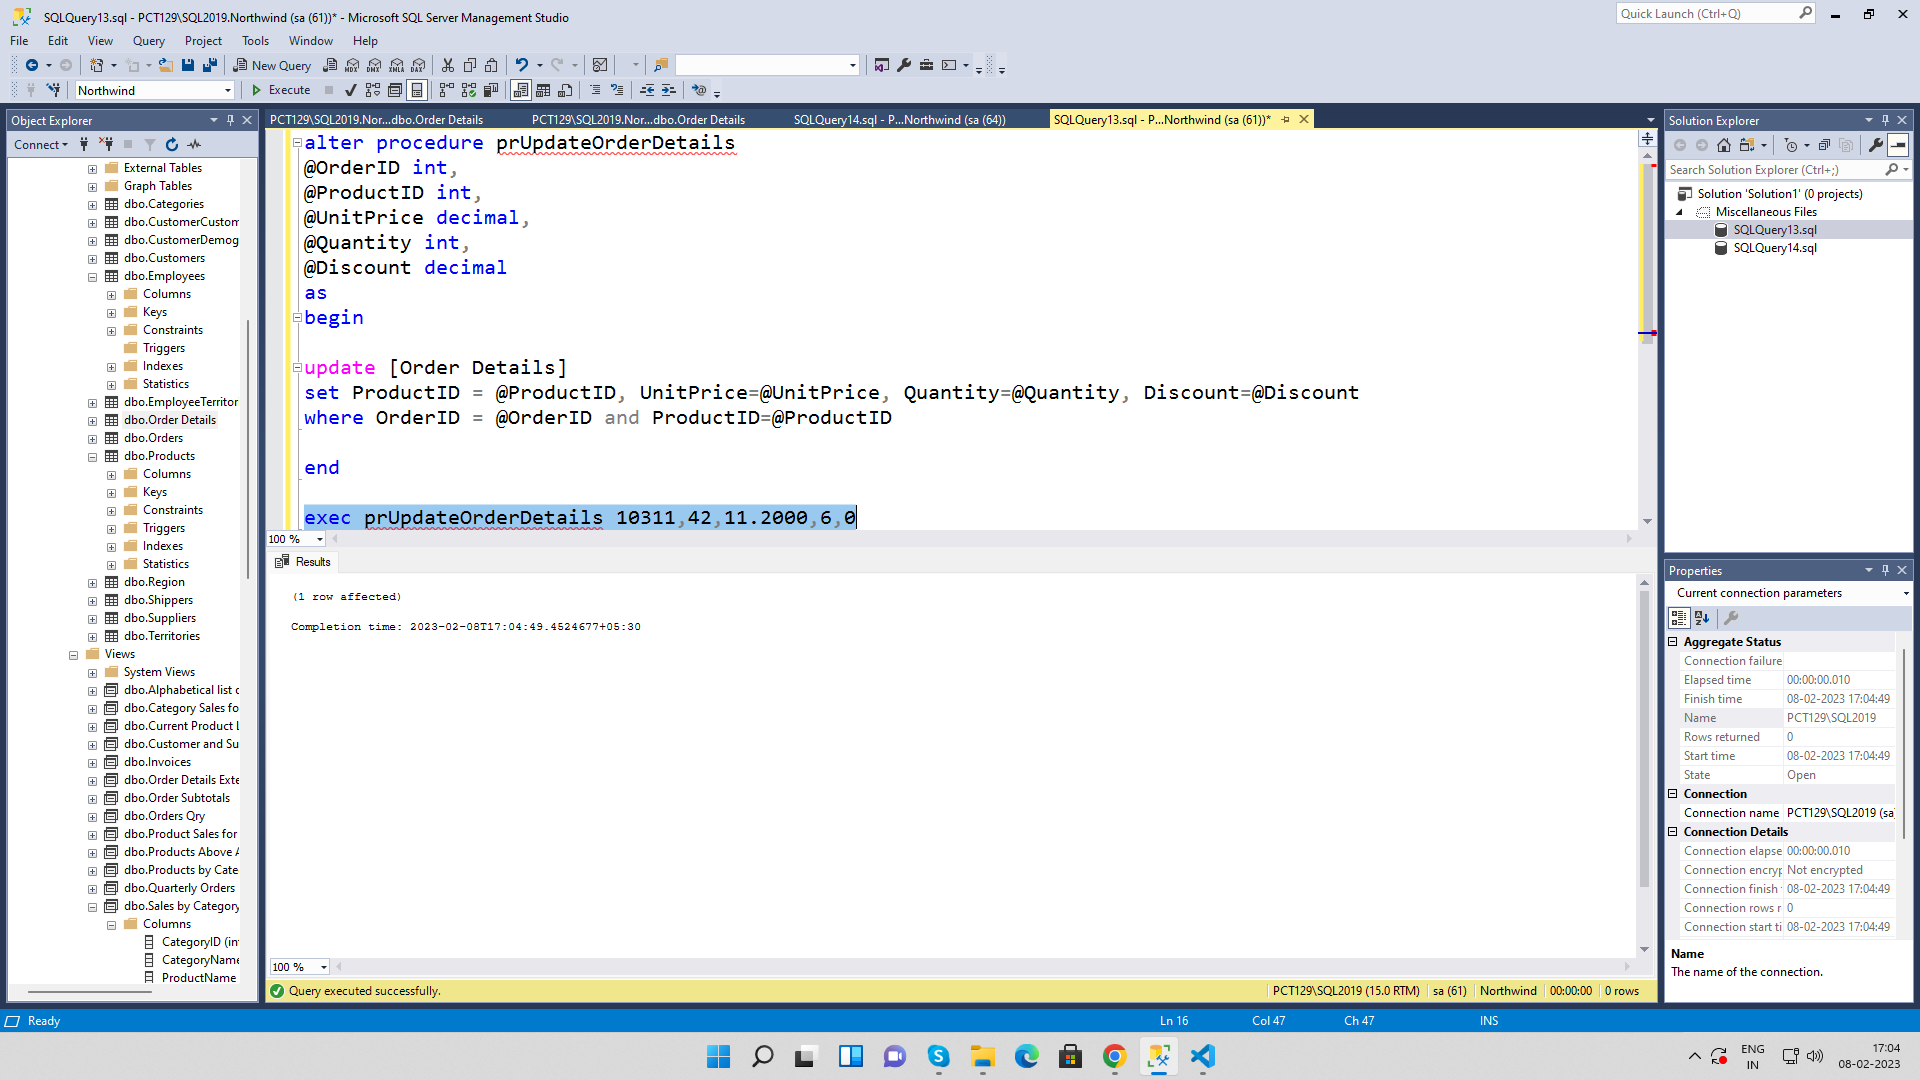 SQLQuery13.sql - PCT129\SQL2019.Northwind (sa (61))* - Microsoft SQL Server Management Studio
Quick Launch (Ctrl+Q)
File Edit View Query Project Tools Window Help
New Query
MDX DMX XMLA DAX
Northwind
Execute
Object Explorer
Connect
External Tables
Graph Tables
dbo.Categories
dbo.CustomerCustom
dbo.CustomerDemog
dbo.Customers
dbo.Employees
Columns
Keys
Constraints
Triggers
Indexes
Statistics
dbo.EmployeeTerritor
dbo.Order Details
dbo.Orders
dbo.Products
Columns
Keys
Constraints
Triggers
Indexes
Statistics
dbo.Region
dbo.Shippers
dbo.Suppliers
dbo.Territories
Views
System Views
dbo.Alphabetical list o
dbo.Category Sales fo
dbo.Current Product L
dbo.Customer and Su
dbo.Invoices
dbo.Order Details Exte
dbo.Order Subtotals
dbo.Orders Qry
dbo.Product Sales for
dbo.Products Above A
dbo.Products by Cate
dbo.Quarterly Orders
dbo.Sales by Category
Columns
CategoryID (in
CategoryName
ProductName
PCT129\SQL2019.Nor...dbo.Order Details
PCT129\SQL2019.Nor...dbo.Order Details
SQLQuery14.sql - P...Northwind (sa (64))
SQLQuery13.sql - P...Northwind (sa (61))*
alter procedure prUpdateOrderDetails
@OrderID int,
@ProductID int,
@UnitPrice decimal,
@Quantity int,
@Discount decimal
as
begin
update [Order Details]
set ProductID = @ProductID, UnitPrice=@UnitPrice, Quantity=@Quantity, Discount=@Discount
where OrderID = @OrderID and ProductID=@ProductID
end
exec prUpdateOrderDetails 10311,42,11.2000,6,0
100 %
Results
(1 row affected)
Completion time: 2023-02-08T17:04:49.4524677+05:30
100 %
Query executed successfully.
PCT129\SQL2019 (15.0 RTM) sa (61) Northwind 00:00:00 0 rows
Solution Explorer
Search Solution Explorer (Ctrl+;)
Solution 'Solution1' (0 projects)
Miscellaneous Files
SQLQuery13.sql
SQLQuery14.sql
Properties
Current connection parameters
Aggregate Status
Connection failure
Elapsed time 00:00:00.010
Finish time 08-02-2023 17:04:49
Name PCT129\SQL2019
Rows returned 0
Start time 08-02-2023 17:04:49
State Open
Connection
Connection name PCT129\SQL2019 (sa
Connection Details
Connection elapse 00:00:00.010
Connection encryp Not encrypted
Connection finish 08-02-2023 17:04:49
Connection rows r 0
Connection start ti 08-02-2023 17:04:49
Name
The name of the connection.
Ready
Ln 16 Col 47 Ch 47 INS
ENG
IN
17:04
08-02-2023